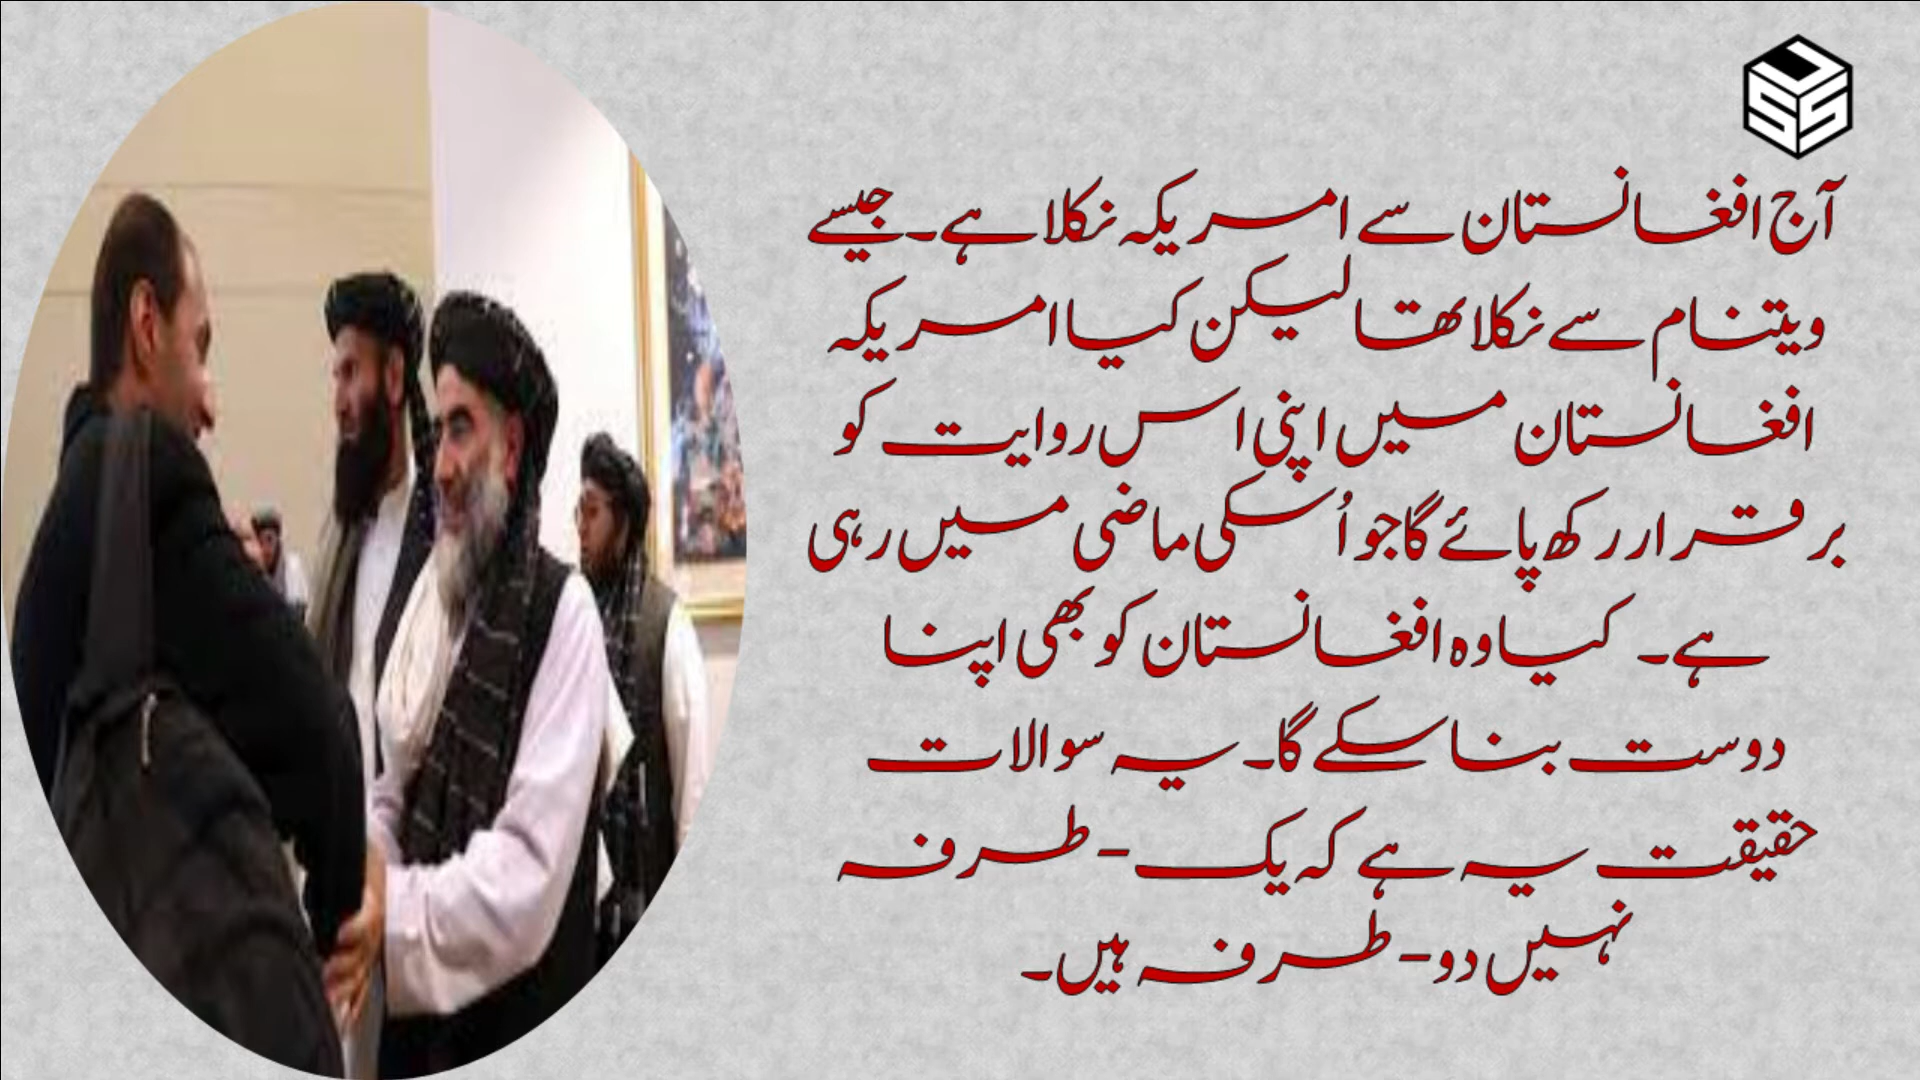 USS
آج افغانستان سے امریکہ نکلا ہے۔ جیسے
ویتنام سے نکلا تھا لیکن کیا امریکہ
افغانستان میں اپنی اس روایت کو
برقرار رکھ پائے گا جو اُسکی ماضی میں رہی
ہے۔ کیا وہ افغانستان کو بھی اپنا
دوست بنا سکے گا۔ یہ سوالات
حقیقت یہ ہے کہ یک - طرفہ
نہیں دو - طرفہ ہیں۔